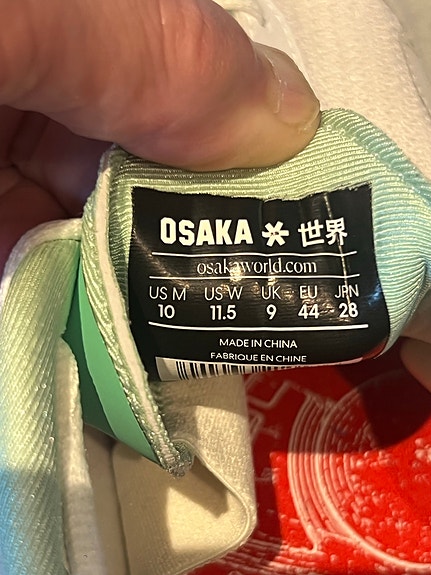 OSAKA 世界
osakaworld.com
US M US W UK EU JPN
10 11.5 9 44 28
MADE IN CHINA
FABRIQUE EN CHINE